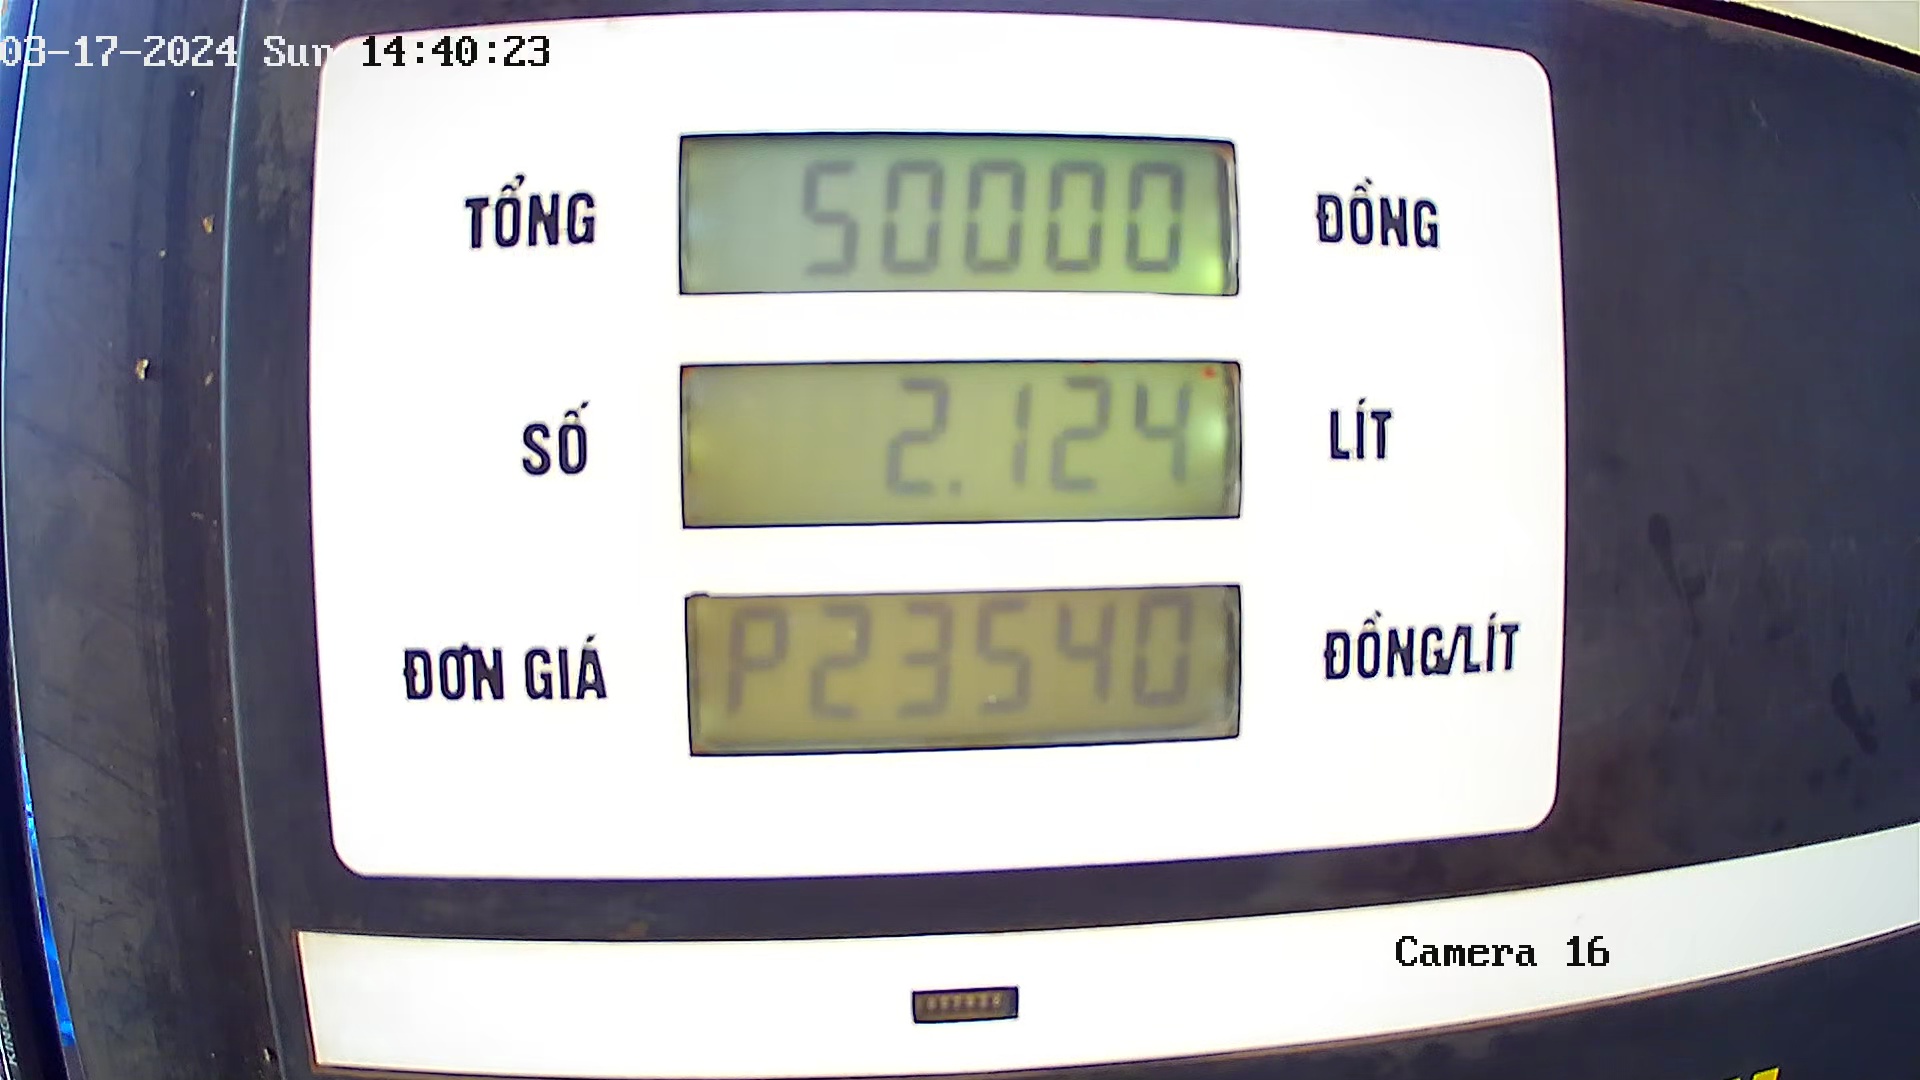 03-17-2024 Sun 14:40:23
TỔNG 50000 ĐỒNG
SỐ 2.124 LÍT
ĐƠN GIÁ P23540 ĐỒNG/LÍT
Camera 16